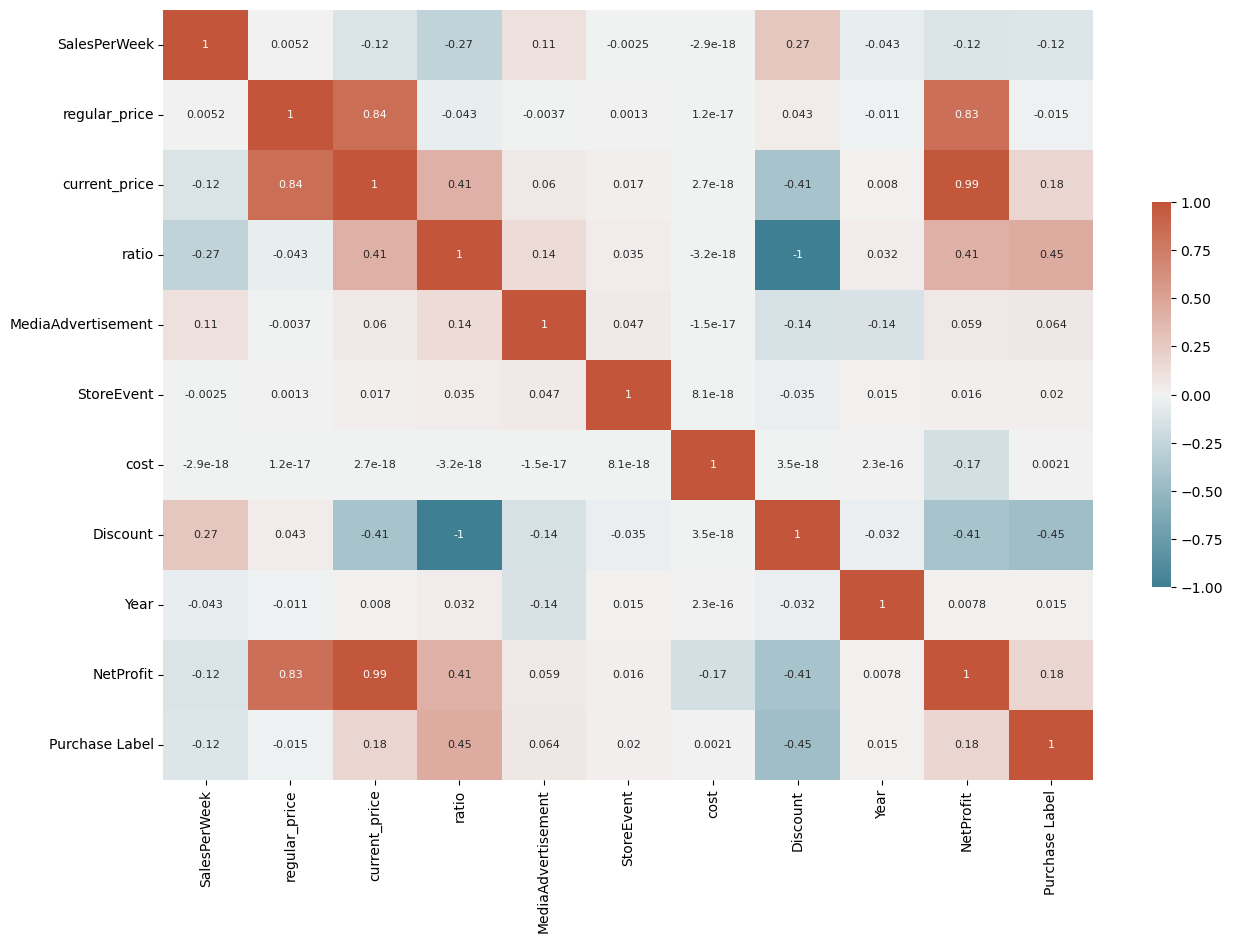 SalesPerWeek 1 0.0052 -0.12 -0.27 0.11 -0.0025 -2.9e-18 0.27 -0.043 -0.12 -0.12
regular_price 0.0052 1 0.84 -0.043 -0.0037 0.0013 1.2e-17 0.043 -0.011 0.83 -0.015
current_price -0.12 0.84 1 0.41 0.06 0.017 2.7e-18 -0.41 0.008 0.99 0.18
ratio -0.27 -0.043 0.41 1 0.14 0.035 -3.2e-18 -1 0.032 0.41 0.45
MediaAdvertisement 0.11 -0.0037 0.06 0.14 1 0.047 -1.5e-17 -0.14 -0.14 0.059 0.064
StoreEvent -0.0025 0.0013 0.017 0.035 0.047 1 8.1e-18 -0.035 0.015 0.016 0.02
cost -2.9e-18 1.2e-17 2.7e-18 -3.2e-18 -1.5e-17 8.1e-18 1 3.5e-18 2.3e-16 -0.17 0.0021
Discount 0.27 0.043 -0.41 -1 -0.14 -0.035 3.5e-18 1 -0.032 -0.41 -0.45
Year -0.043 -0.011 0.008 0.032 -0.14 0.015 2.3e-16 -0.032 1 0.0078 0.015
NetProfit -0.12 0.83 0.99 0.41 0.059 0.016 -0.17 -0.41 0.0078 1 0.18
Purchase Label -0.12 -0.015 0.18 0.45 0.064 0.02 0.0021 -0.45 0.015 0.18 1
SalesPerWeek
regular_price
current_price
ratio
MediaAdvertisement
StoreEvent
cost
Discount
Year
NetProfit
Purchase Label
1.00
0.75
0.50
0.25
0.00
−0.25
−0.50
−0.75
−1.00